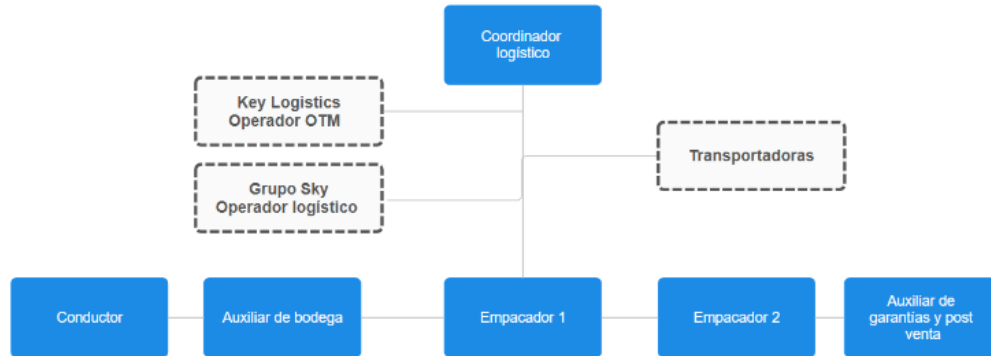 Coordinador
logístico
Key Logistics
Operador OTM
Transportadoras
Grupo Sky
Operador logístico
Conductor
Auxiliar de bodega
Empacador 1
Empacador 2
Auxiliar de
garantías y post
venta